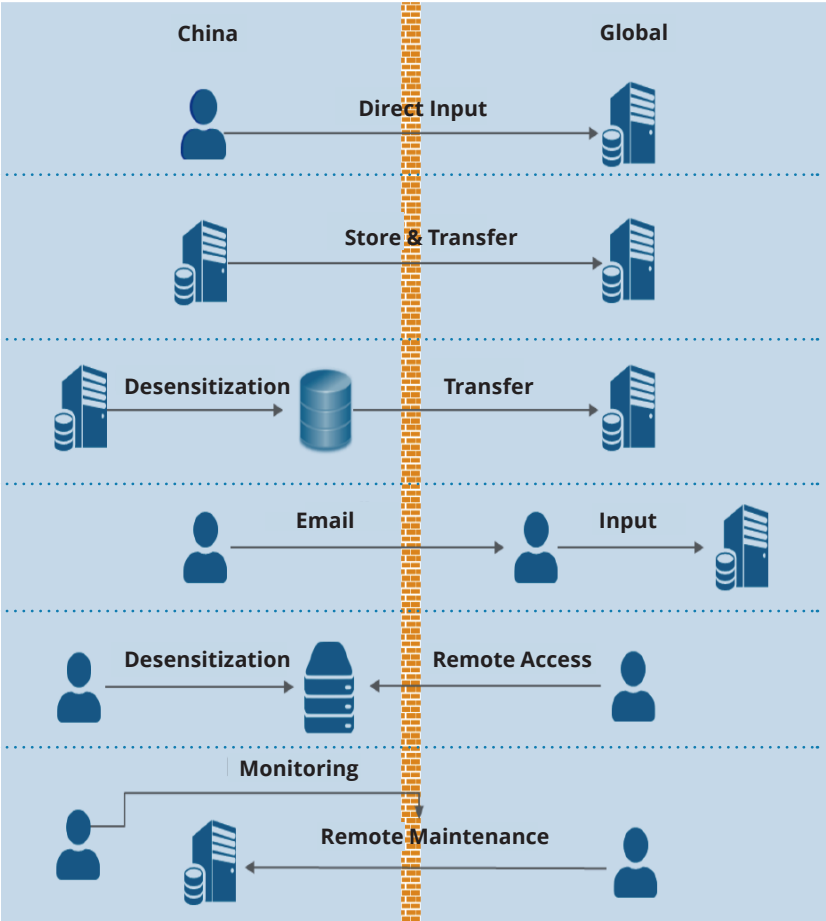 China
Global
Direct Input
Store & Transfer
Desensitization
Transfer
Email
Input
Desensitization
Remote Access
Monitoring
Remote Maintenance